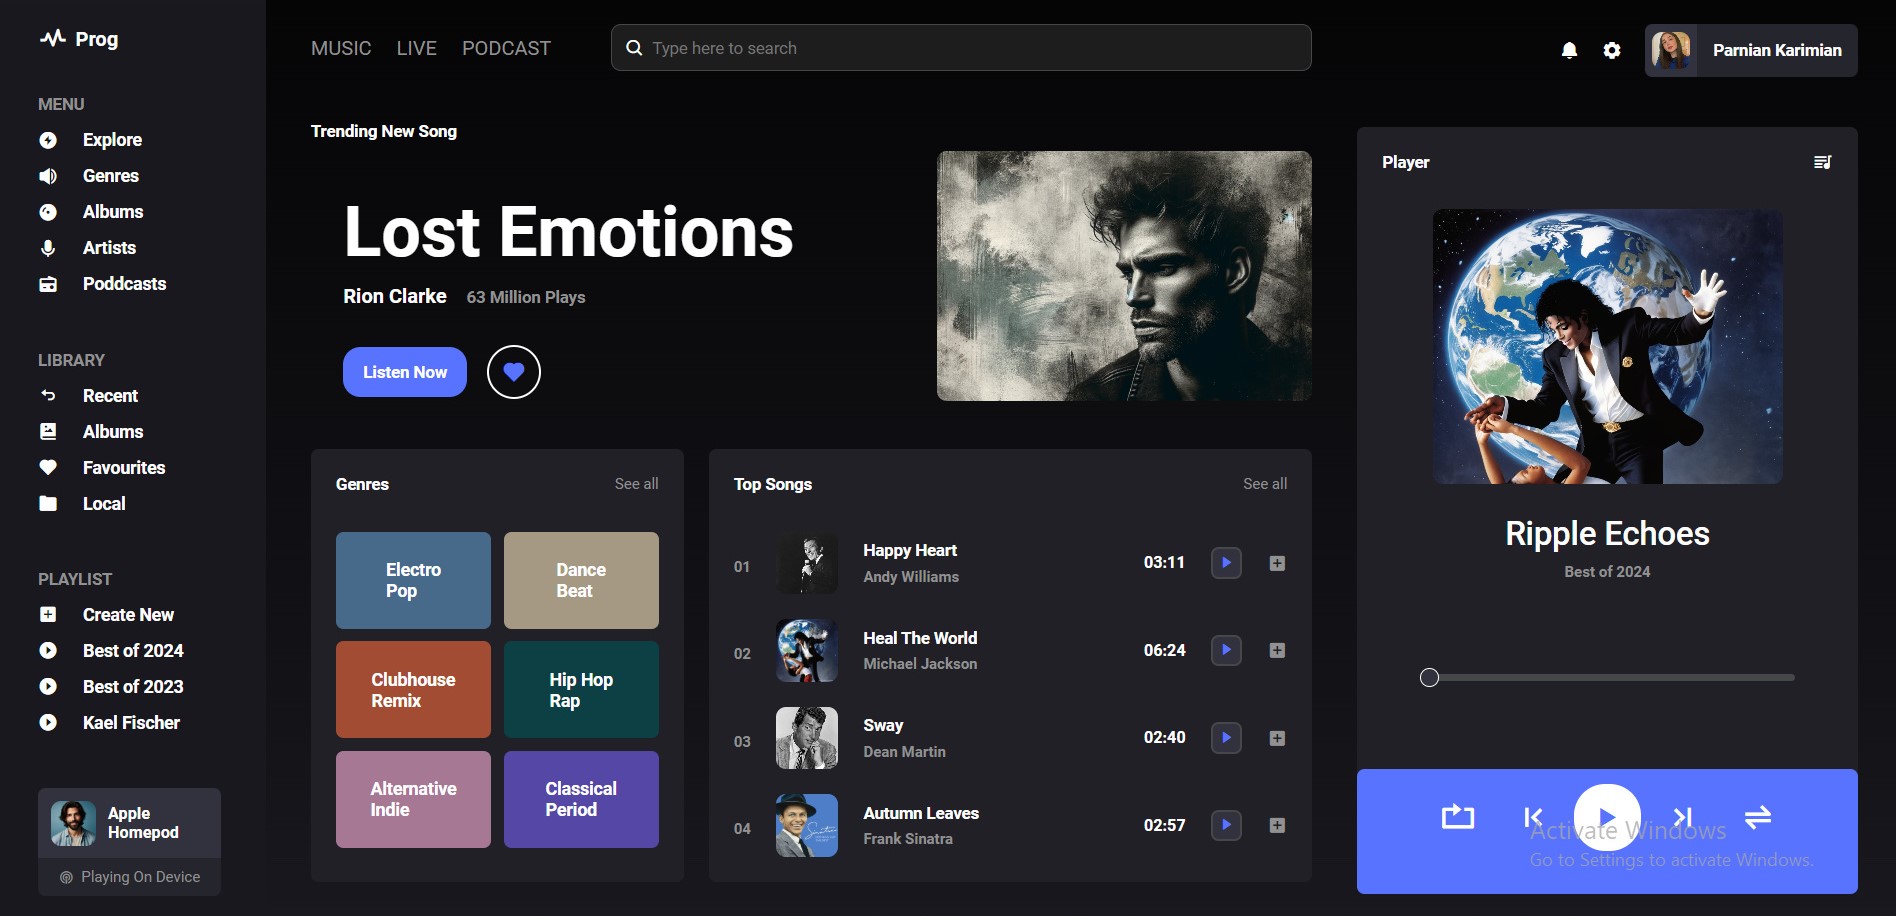 Prog
MENU
Explore
Genres
Albums
Artists
Poddcasts
LIBRARY
Recent
Albums
Favourites
Local
PLAYLIST
Create New
Best of 2024
Best of 2023
Kael Fischer
Apple
Homepod
Playing On Device
MUSIC LIVE PODCAST
Type here to search
Parnian Karimian
Trending New Song
Lost Emotions
Rion Clarke 63 Million Plays
Listen Now
Genres See all
Electro
Pop
Dance
Beat
Clubhouse
Remix
Hip Hop
Rap
Alternative
Indie
Classical
Period
Top Songs See all
01 Happy Heart 03:11
Andy Williams
02 Heal The World 06:24
Michael Jackson
03 Sway 02:40
Dean Martin
04 Autumn Leaves 02:57
Frank Sinatra
Sinatra
Player
Ripple Echoes
Best of 2024
Activate Windows
Go to Settings to activate Windows.